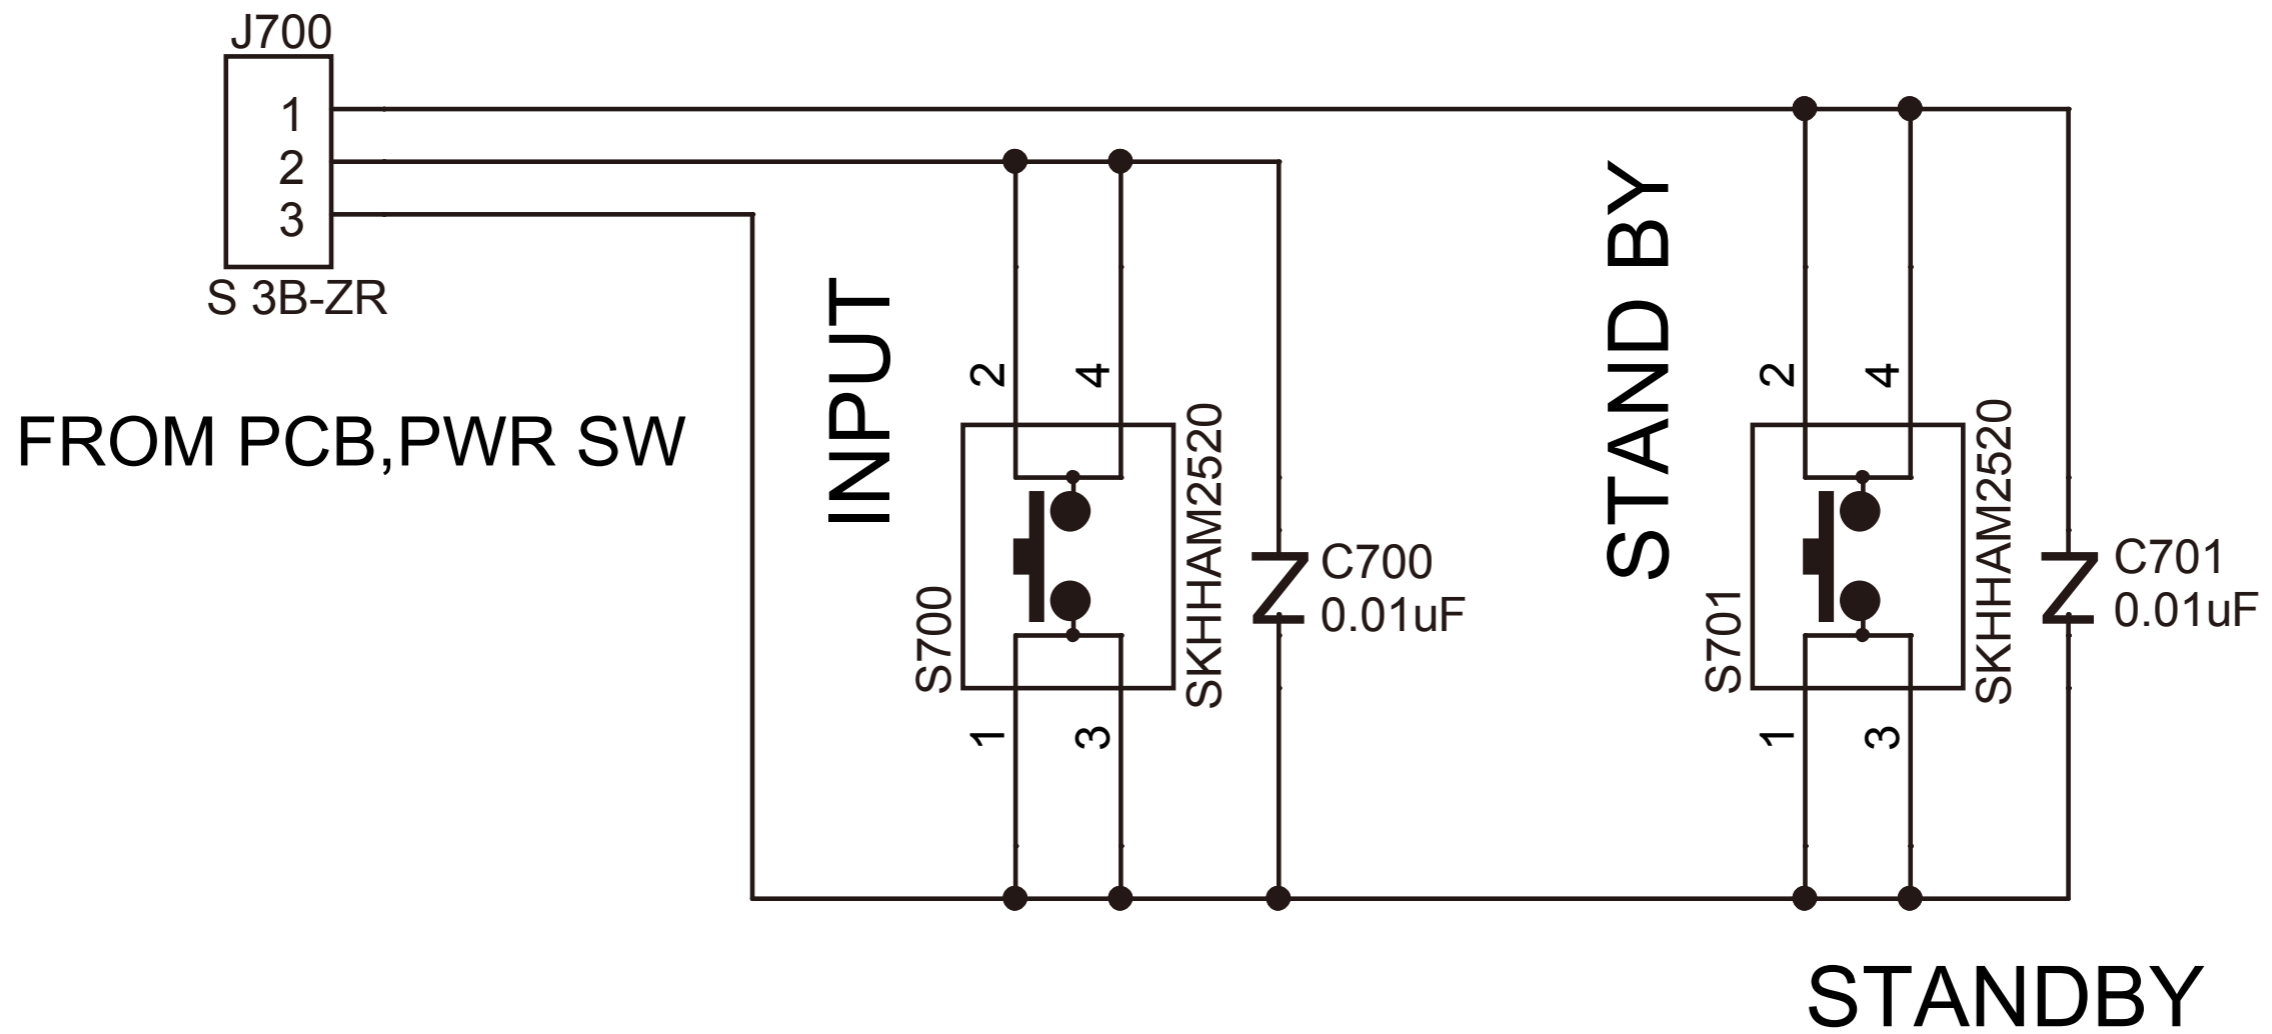 J700
1
2
3
S 3B-ZR
FROM PCB,PWR SW
INPUT
2
4
S700
SKHHAM2520
1
3
C700
0.01uF
STAND BY
2
4
S701
SKHHAM2520
1
3
C701
0.01uF
STANDBY